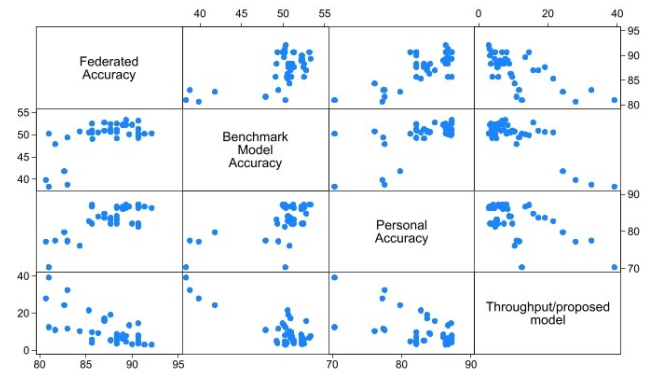 40 45 50 55
0 20 40
Federated
Accuracy
95
90
85
80
55
50
45
40
Benchmark
Model
Accuracy
Personal
Accuracy
90
80
70
40
20
0
Throughput/proposed
model
80 85 90 95
70 80 90